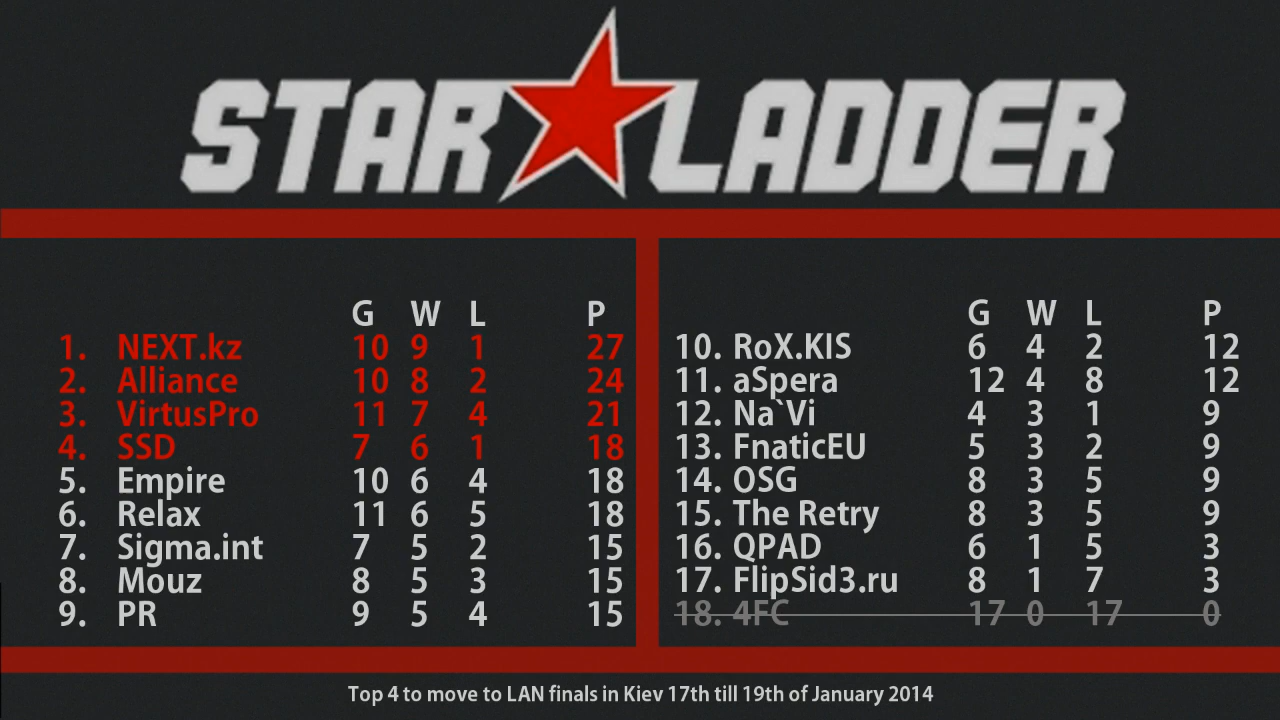 STAR LADDER
G W L P
1. NEXT.kz 10 9 1 27
2. Alliance 10 8 2 24
3. VirtusPro 11 7 4 21
4. SSD 7 6 1 18
5. Empire 10 6 4 18
6. Relax 11 6 5 18
7. Sigma.int 7 5 2 15
8. Mouz 8 5 3 15
9. PR 9 5 4 15
G W L P
10. RoX.KIS 6 4 2 12
11. aSpera 12 4 8 12
12. Na`Vi 4 3 1 9
13. FnaticEU 5 3 2 9
14. OSG 8 3 5 9
15. The Retry 8 3 5 9
16. QPAD 6 1 5 3
17. FlipSid3.ru 8 1 7 3
18. 4FC 17 0 17 0
Top 4 to move to LAN finals in Kiev 17th till 19th of January 2014